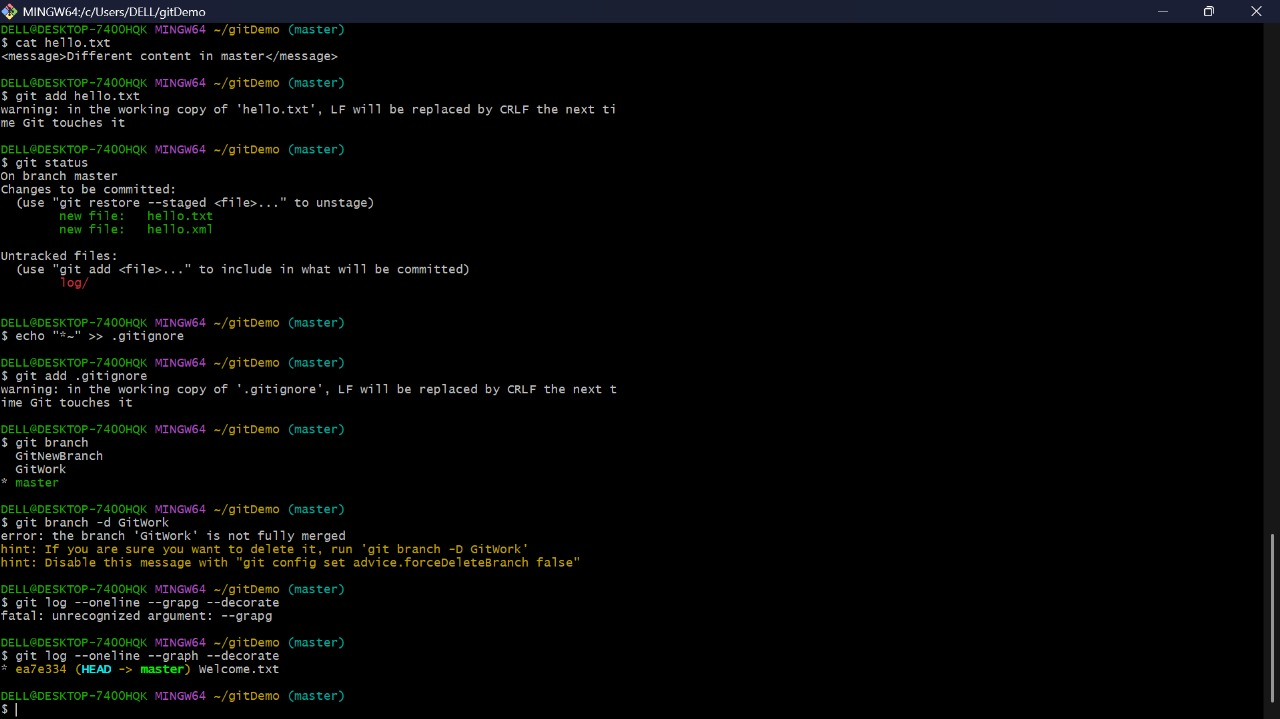 MINGW64:/c/Users/DELL/gitDemo
DELL@DESKTOP-7400HQK MINGW64 ~/gitDemo (master)
$ cat hello.txt
<message>Different content in master</message>
DELL@DESKTOP-7400HQK MINGW64 ~/gitDemo (master)
$ git add hello.txt
warning: in the working copy of 'hello.txt', LF will be replaced by CRLF the next ti
me Git touches it
DELL@DESKTOP-7400HQK MINGW64 ~/gitDemo (master)
$ git status
On branch master
Changes to be committed:
  (use "git restore --staged <file>..." to unstage)
        new file:   hello.txt
        new file:   hello.xml
Untracked files:
  (use "git add <file>..." to include in what will be committed)
        log/
DELL@DESKTOP-7400HQK MINGW64 ~/gitDemo (master)
$ echo "*~" >> .gitignore
DELL@DESKTOP-7400HQK MINGW64 ~/gitDemo (master)
$ git add .gitignore
warning: in the working copy of '.gitignore', LF will be replaced by CRLF the next t
ime Git touches it
DELL@DESKTOP-7400HQK MINGW64 ~/gitDemo (master)
$ git branch
  GitNewBranch
  GitWork
* master
DELL@DESKTOP-7400HQK MINGW64 ~/gitDemo (master)
$ git branch -d GitWork
error: the branch 'GitWork' is not fully merged
hint: If you are sure you want to delete it, run 'git branch -D GitWork'
hint: Disable this message with "git config set advice.forceDeleteBranch false"
DELL@DESKTOP-7400HQK MINGW64 ~/gitDemo (master)
$ git log --oneline --grapg --decorate
fatal: unrecognized argument: --grapg
DELL@DESKTOP-7400HQK MINGW64 ~/gitDemo (master)
$ git log --oneline --graph --decorate
* ea7e334 (HEAD -> master) Welcome.txt
DELL@DESKTOP-7400HQK MINGW64 ~/gitDemo (master)
$